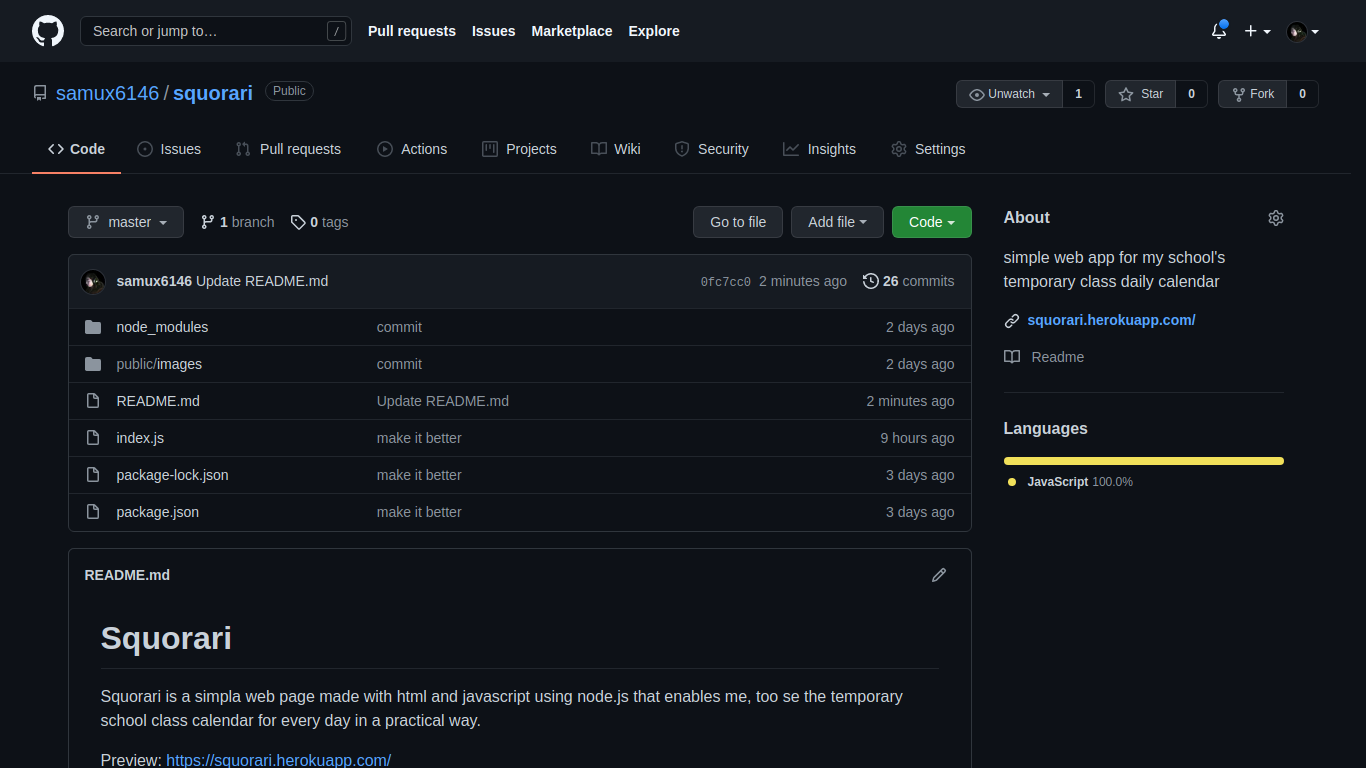 Search or jump to… / Pull requests Issues Marketplace Explore
samux6146 / squorari Public Unwatch 1 Star 0 Fork 0
Code Issues Pull requests Actions Projects Wiki Security Insights Settings
master 1 branch 0 tags Go to file Add file Code
samux6146 Update README.md 0fc7cc0 2 minutes ago 26 commits
node_modules commit 2 days ago
public/images commit 2 days ago
README.md Update README.md 2 minutes ago
index.js make it better 9 hours ago
package-lock.json make it better 3 days ago
package.json make it better 3 days ago
README.md
Squorari
Squorari is a simpla web page made with html and javascript using node.js that enables me, too se the temporary
school class calendar for every day in a practical way.
Preview: https://squorari.herokuapp.com/
About
simple web app for my school's
temporary class daily calendar
squorari.herokuapp.com/
Readme
Languages
JavaScript 100.0%